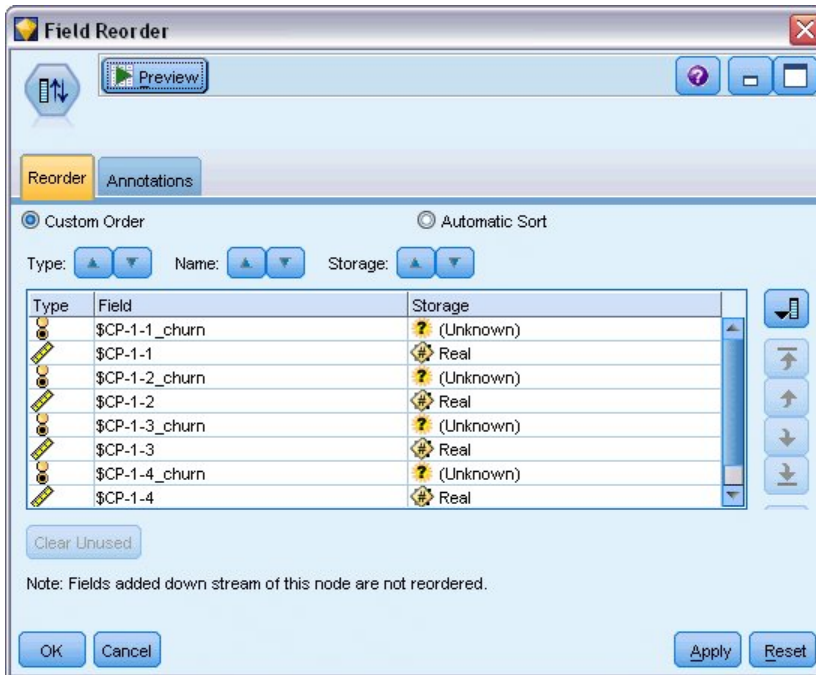 Field Reorder
Preview
Reorder Annotations
Custom Order Automatic Sort
Type: Name: Storage:
Type Field Storage
$CP-1-1_churn (Unknown)
$CP-1-1 Real
$CP-1-2_churn (Unknown)
$CP-1-2 Real
$CP-1-3_churn (Unknown)
$CP-1-3 Real
$CP-1-4_churn (Unknown)
$CP-1-4 Real
Clear Unused
Note: Fields added down stream of this node are not reordered.
OK Cancel Apply Reset